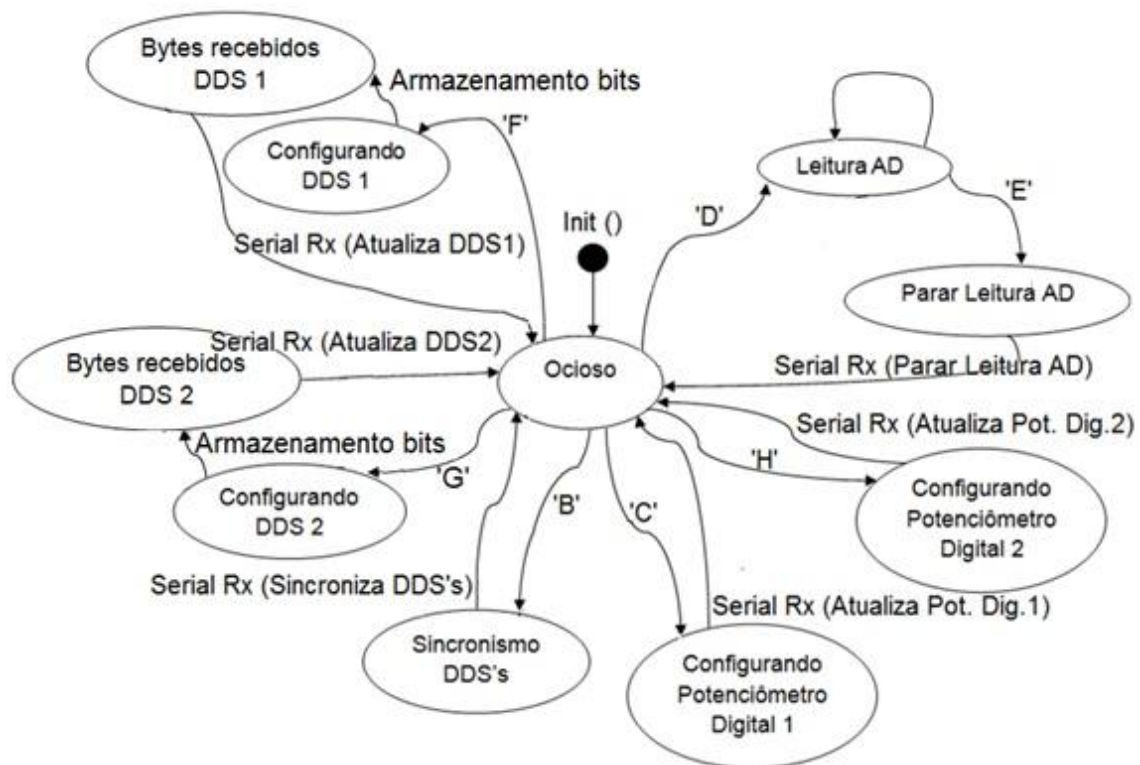 Bytes recebidos
DDS 1
Armazenamento bits
'F'
Configurando
DDS 1
Leitura AD
'E'
'D'
Init ()
Serial Rx (Atualiza DDS1)
Parar Leitura AD
Serial Rx (Atualiza DDS2)
Bytes recebidos
DDS 2
Ocioso
Serial Rx (Parar Leitura AD)
Serial Rx (Atualiza Pot. Dig.2)
Armazenamento bits
'G'
'H'
Configurando
DDS 2
'B'
'C'
Configurando
Potenciômetro
Digital 2
Serial Rx (Sincroniza DDS's)
Serial Rx (Atualiza Pot. Dig.1)
Sincronismo
DDS's
Configurando
Potenciômetro
Digital 1